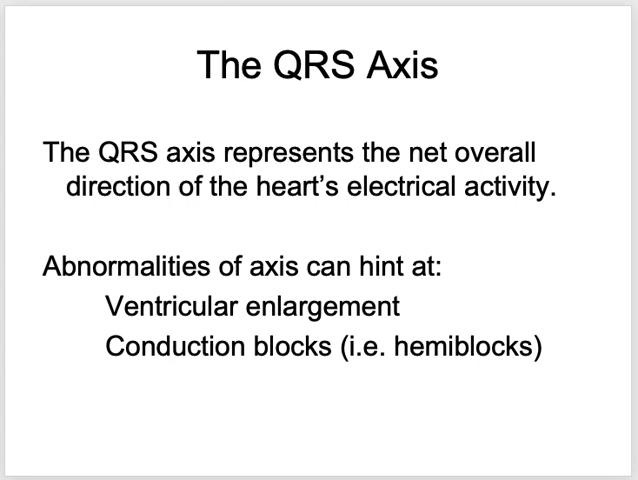 The QRS Axis
The QRS axis represents the net overall
direction of the heart’s electrical activity.
Abnormalities of axis can hint at:
Ventricular enlargement
Conduction blocks (i.e. hemiblocks)